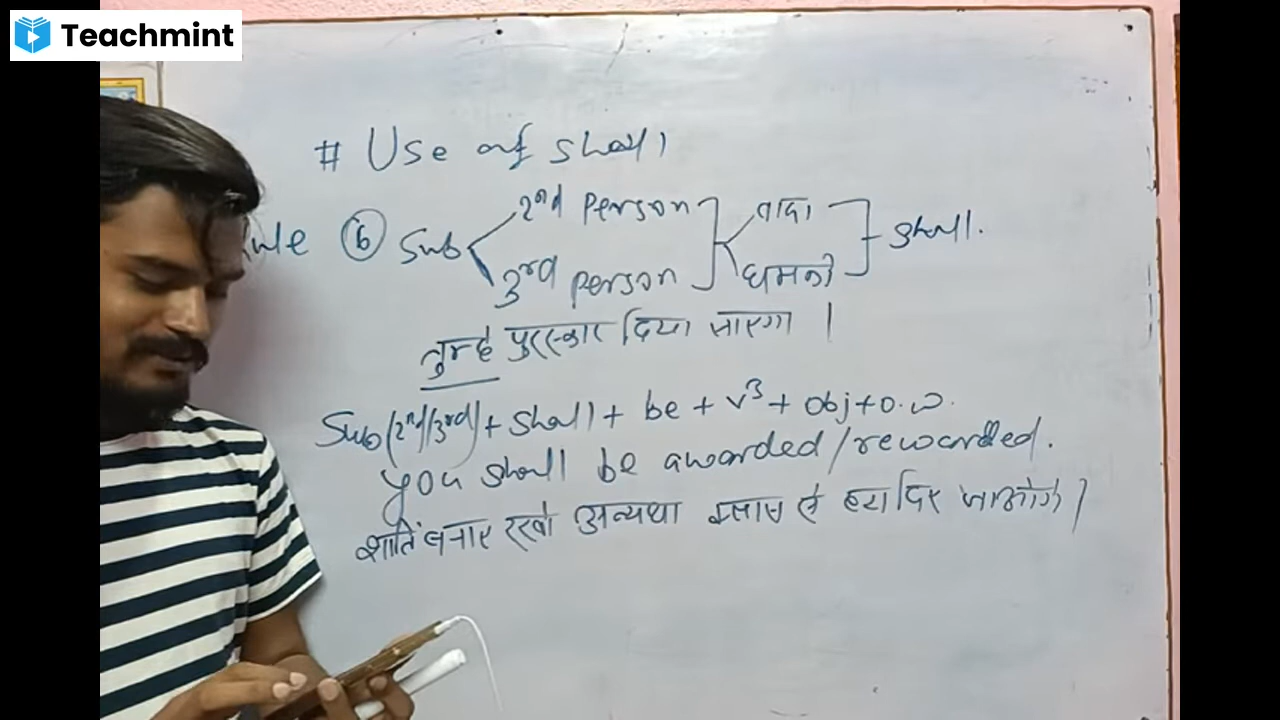 Teachmint
# Use of shall
Rule 6 Sub 2nd person वादा shall.
3rd person धमकी
तुम्हे पुरस्कार दिया जाएगा ।
Sub(2nd/3rd) + shall + be + v3 + obj + o.w.
you shall be awarded/rewarded.
शांति बनाए रखो अन्यथा क्लास से हटा दिए जाओगे ।